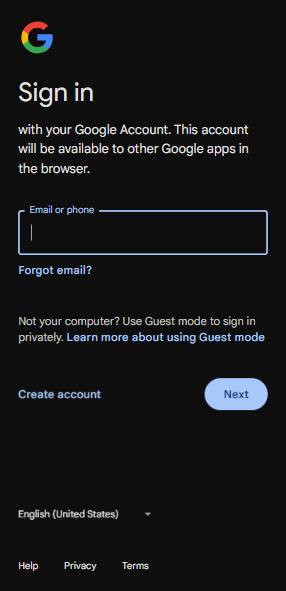 Sign in
with your Google Account. This account
will be available to other Google apps in
the browser.
Email or phone
Forgot email?
Not your computer? Use Guest mode to sign in
privately. Learn more about using Guest mode
Create account
Next
English (United States)
Help Privacy Terms